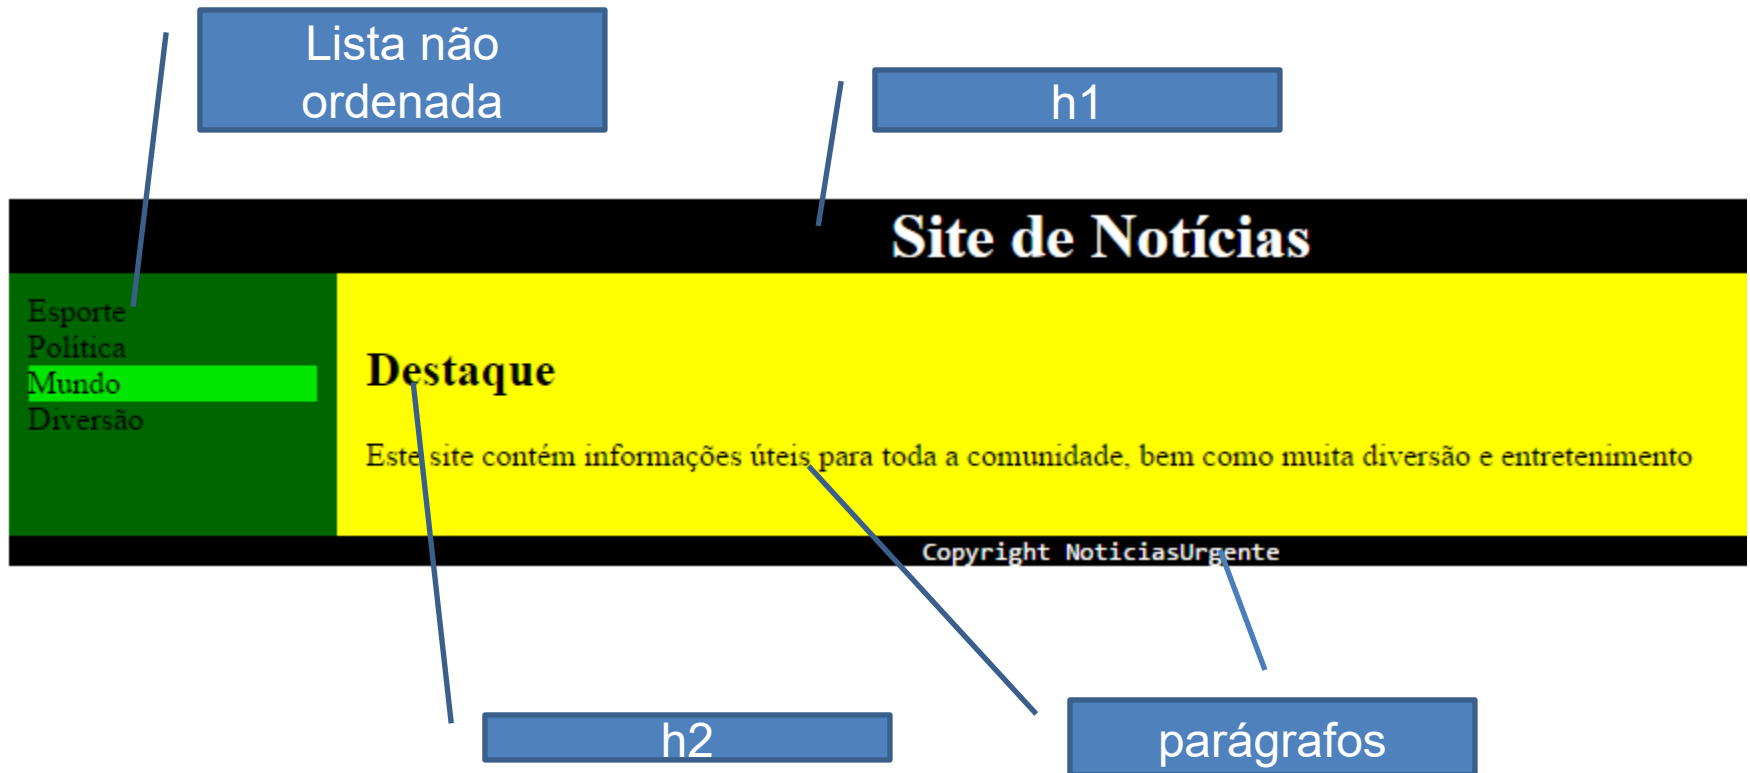 Lista não
ordenada
h1
Site de Notícias
Esporte
Política
Mundo
Diversão
Destaque
Este site contém informações úteis para toda a comunidade, bem como muita diversão e entretenimento
Copyright NoticiasUrgente
h2
parágrafos